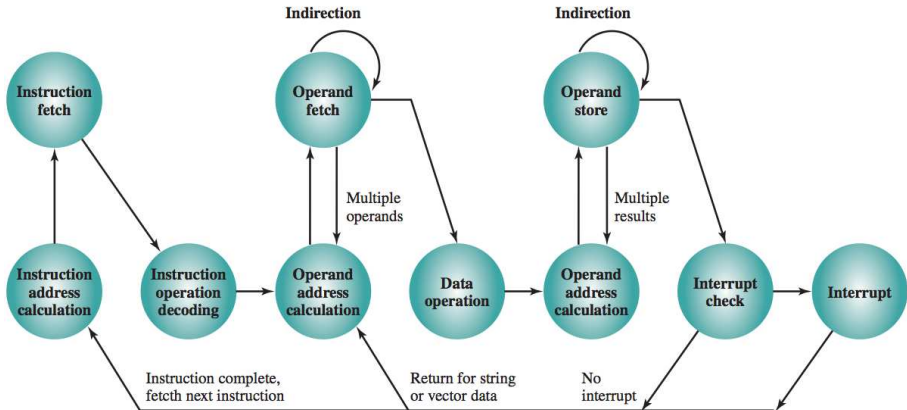 Indirection
Indirection
Instruction
fetch
Operand
fetch
Operand
store
Multiple
operands
Multiple
results
Instruction
address
calculation
Instruction
operation
decoding
Operand
address
calculation
Data
operation
Operand
address
calculation
Interrupt
check
Interrupt
Instruction complete,
fetcth next instruction
Return for string
or vector data
No
interrupt